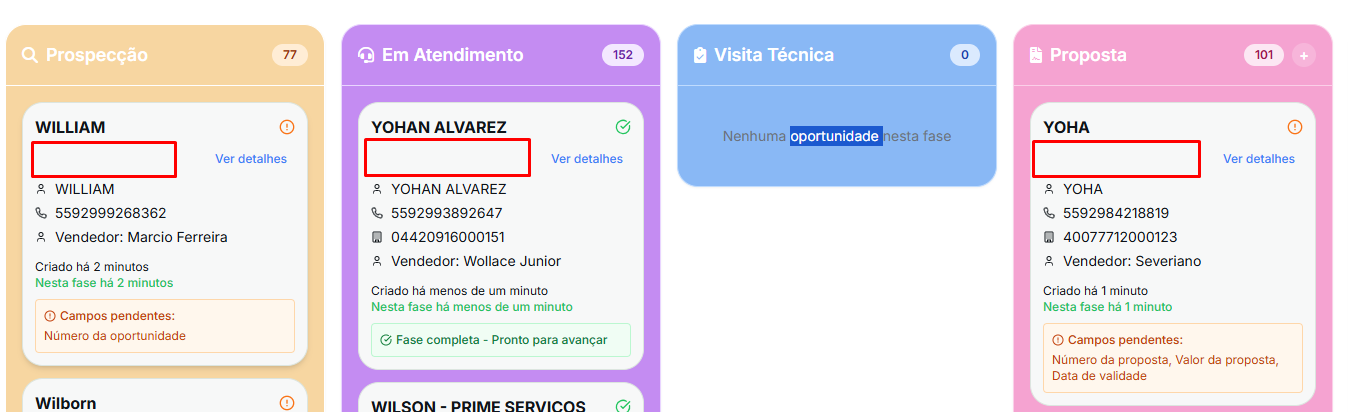 Prospecção 77
WILLIAM
Ver detalhes
WILLIAM
5592999268362
Vendedor: Marcio Ferreira
Criado há 2 minutos
Nesta fase há 2 minutos
Campos pendentes:
Número da oportunidade
Wilborn
Em Atendimento 152
YOHAN ALVAREZ
Ver detalhes
YOHAN ALVAREZ
5592993892647
04420916000151
Vendedor: Wollace Junior
Criado há menos de um minuto
Nesta fase há menos de um minuto
Fase completa - Pronto para avançar
WILSON - PRIME SERVICOS
Visita Técnica 0
Nenhuma oportunidade nesta fase
Proposta 101 +
YOHA
Ver detalhes
YOHA
5592984218819
40077712000123
Vendedor: Severiano
Criado há 1 minuto
Nesta fase há 1 minuto
Campos pendentes:
Número da proposta, Valor da proposta,
Data de validade